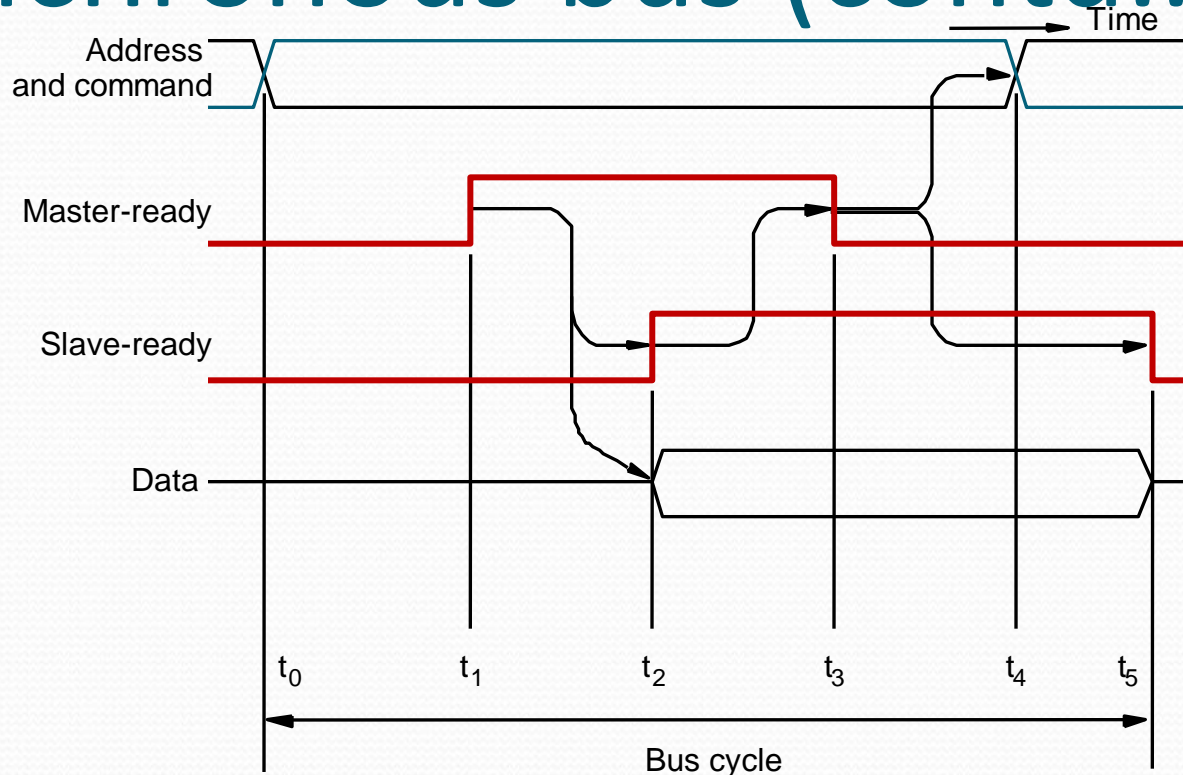 Time
Address
and command
Master-ready
Slave-ready
Data
t0 t1 t2 t3 t4 t5
Bus cycle